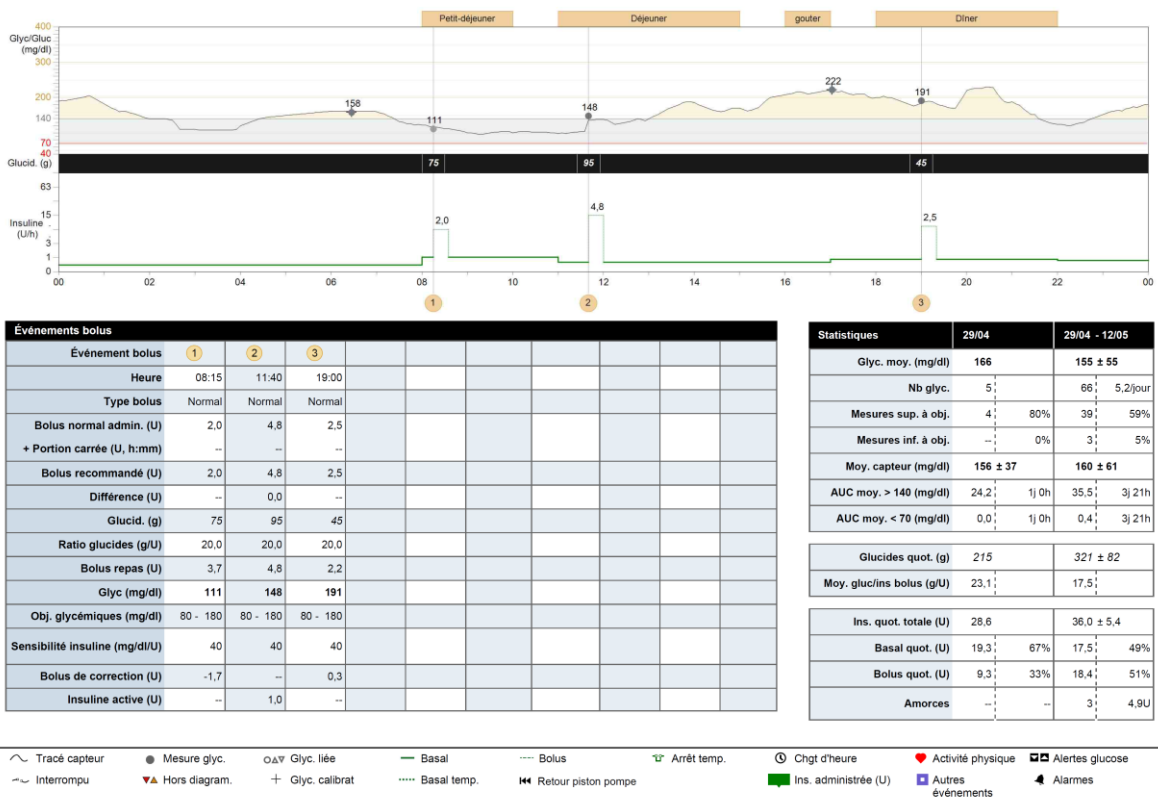 Petit-déjeuner Déjeuner gouter Dîner
400
Glyc/Gluc
(mg/dl)
300
200
140
70
40
158 111 148 222 191
Glucid. (g) 75 95 45
63
15
Insuline
(U/h)
3
1
0
2,0 4,8 2,5
00 02 04 06 08 10 12 14 16 18 20 22 00
1 2 3
Événements bolus
Événement bolus 1 2 3
Heure 08:15 11:40 19:00
Type bolus Normal Normal Normal
Bolus normal admin. (U) 2,0 4,8 2,5
+ Portion carrée (U, h:mm) -- -- --
Bolus recommandé (U) 2,0 4,8 2,5
Différence (U) -- 0,0 --
Glucid. (g) 75 95 45
Ratio glucides (g/U) 20,0 20,0 20,0
Bolus repas (U) 3,7 4,8 2,2
Glyc (mg/dl) 111 148 191
Obj. glycémiques (mg/dl) 80 - 180 80 - 180 80 - 180
Sensibilité insuline (mg/dl/U) 40 40 40
Bolus de correction (U) -1,7 -- 0,3
Insuline active (U) -- 1,0 --
Statistiques 29/04 29/04 - 12/05
Glyc. moy. (mg/dl) 166 155 ± 55
Nb glyc. 5 66 5,2/jour
Mesures sup. à obj. 4 80% 39 59%
Mesures inf. à obj. -- 0% 3 5%
Moy. capteur (mg/dl) 156 ± 37 160 ± 61
AUC moy. > 140 (mg/dl) 24,2 1j 0h 35,5 3j 21h
AUC moy. < 70 (mg/dl) 0,0 1j 0h 0,4 3j 21h
Glucides quot. (g) 215 321 ± 82
Moy. gluc/ins bolus (g/U) 23,1 17,5
Ins. quot. totale (U) 28,6 36,0 ± 5,4
Basal quot. (U) 19,3 67% 17,5 49%
Bolus quot. (U) 9,3 33% 18,4 51%
Amorces -- -- 3 4,9U
Tracé capteur Mesure glyc. Glyc. liée Basal Bolus Arrêt temp. Chgt d'heure Activité physique Alertes glucose
Interrompu Hors diagram. Glyc. calibrat Basal temp. Retour piston pompe Ins. administrée (U) Autres
événements Alarmes